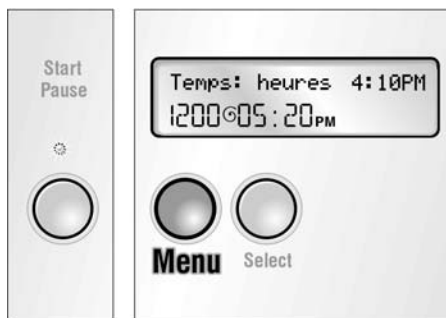 Start
Pause
Temps: heures 4:10PM
1200 05:20PM
Menu
Select